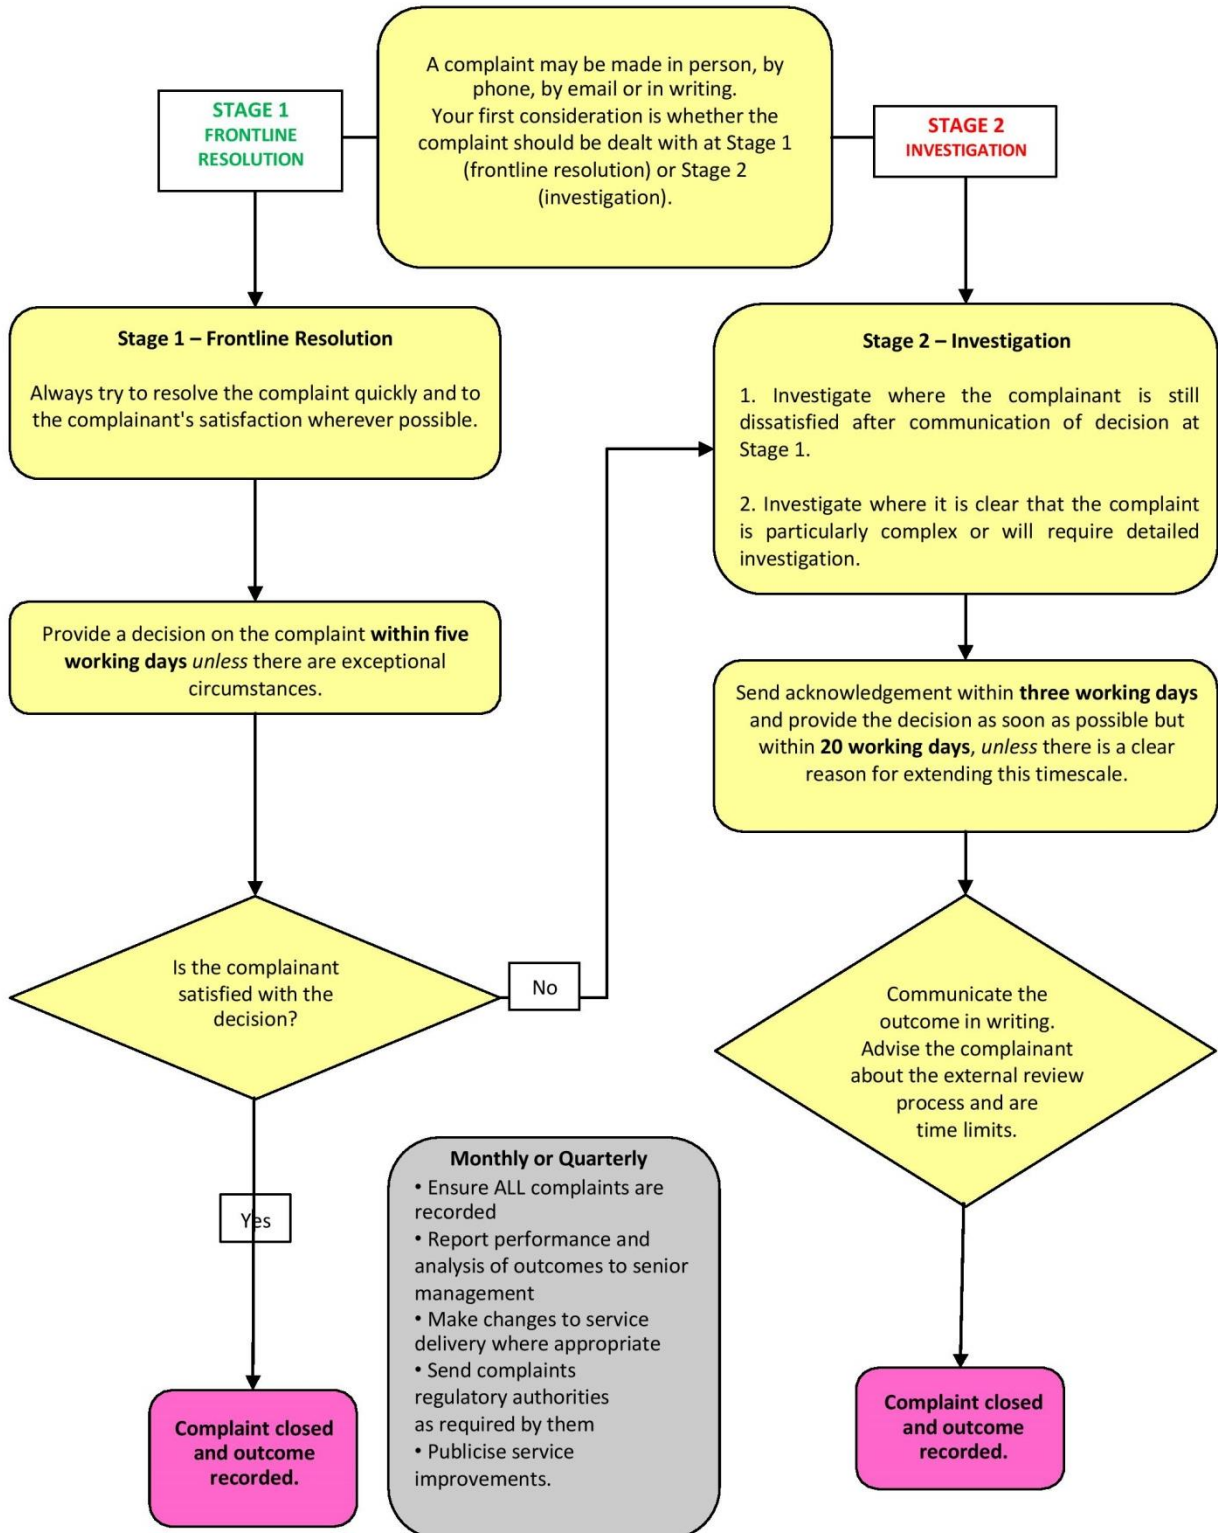 A complaint may be made in person, by
phone, by email or in writing.
Your first consideration is whether the
complaint should be dealt with at Stage 1
(frontline resolution) or Stage 2
(investigation).
STAGE 1
FRONTLINE
RESOLUTION
STAGE 2
INVESTIGATION
Stage 1 – Frontline Resolution
Always try to resolve the complaint quickly and to
the complainant's satisfaction wherever possible.
Stage 2 – Investigation
1. Investigate where the complainant is still
dissatisfied after communication of decision at
Stage 1.
2. Investigate where it is clear that the complaint
is particularly complex or will require detailed
investigation.
Provide a decision on the complaint within five
working days unless there are exceptional
circumstances.
Send acknowledgement within three working days
and provide the decision as soon as possible but
within 20 working days, unless there is a clear
reason for extending this timescale.
Is the complainant
satisfied with the
decision?
No
Communicate the
outcome in writing.
Advise the complainant
about the external review
process and are
time limits.
Yes
Monthly or Quarterly
• Ensure ALL complaints are
recorded
• Report performance and
analysis of outcomes to senior
management
• Make changes to service
delivery where appropriate
• Send complaints
regulatory authorities
as required by them
• Publicise service
improvements.
Complaint closed
and outcome
recorded.
Complaint closed
and outcome
recorded.